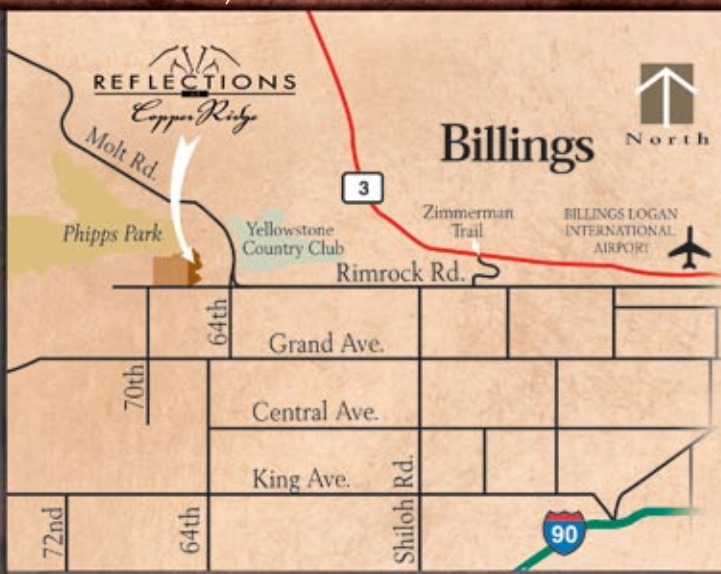 REFLECTIONS
AT
Copper Ridge
North
Billings
Molt Rd.
3
Phipps Park
Yellowstone
Country Club
Zimmerman
Trail
BILLINGS LOGAN
INTERNATIONAL
AIRPORT
Rimrock Rd.
64th
Grand Ave.
70th
Central Ave.
King Ave.
Shiloh Rd.
72nd
64th
90